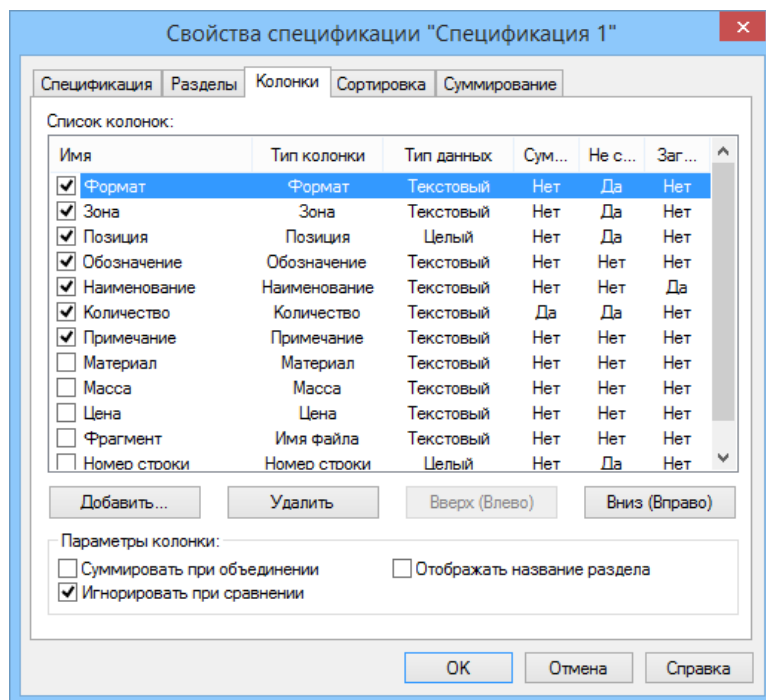 Свойства спецификации "Спецификация 1"
Спецификация Разделы Колонки Сортировка Суммирование
Список колонок:
Имя Тип колонки Тип данных Сум... Не с... Заг...
Формат Формат Текстовый Нет Да Нет
Зона Зона Текстовый Нет Да Нет
Позиция Позиция Целый Нет Да Нет
Обозначение Обозначение Текстовый Нет Нет Нет
Наименование Наименование Текстовый Нет Нет Да
Количество Количество Текстовый Да Да Нет
Примечание Примечание Текстовый Нет Нет Нет
Материал Материал Текстовый Нет Нет Нет
Масса Масса Текстовый Нет Нет Нет
Цена Цена Текстовый Нет Нет Нет
Фрагмент Имя файла Текстовый Нет Нет Нет
Номер строки Номер строки Целый Нет Да Нет
Добавить... Удалить Вверх (Влево) Вниз (Вправо)
Параметры колонки:
Суммировать при объединении Отображать название раздела
Игнорировать при сравнении
ОК Отмена Справка